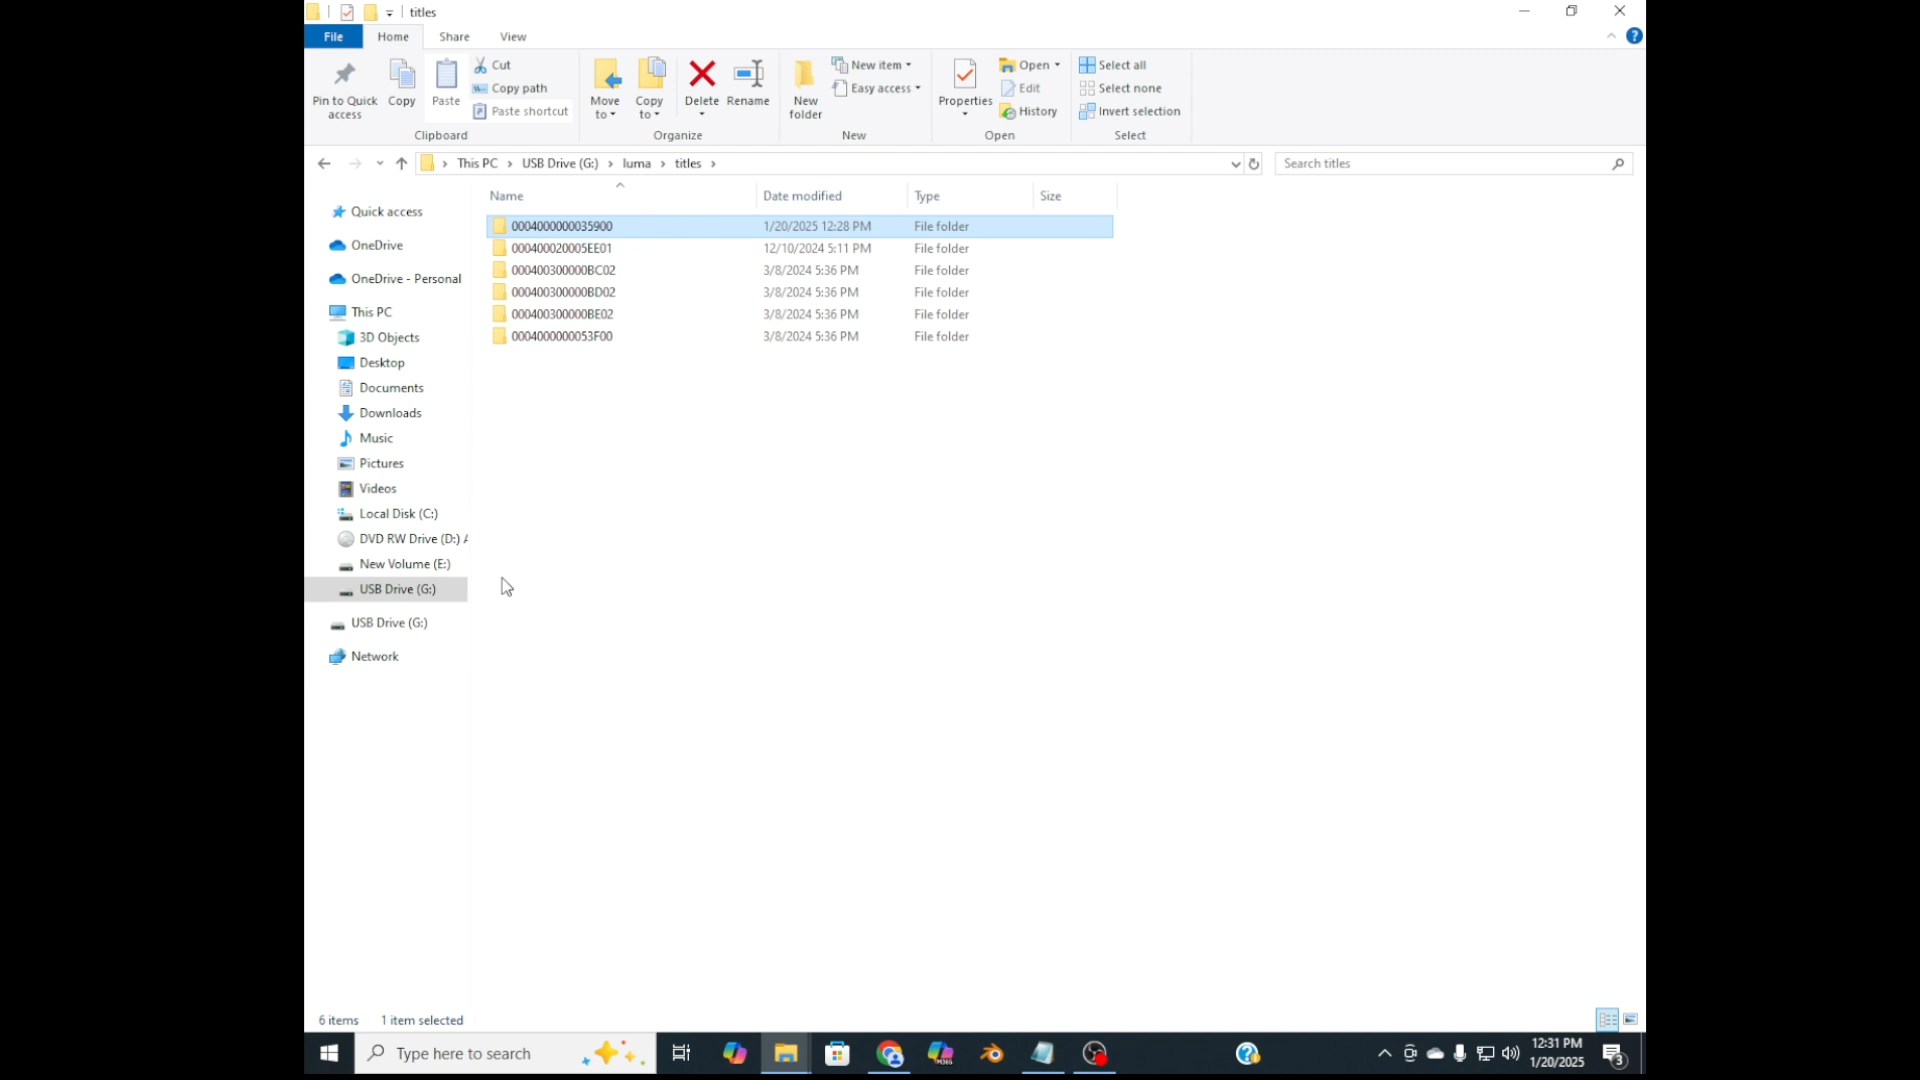 titles
File Home Share View
Pin to Quick access
Copy
Paste
Cut
Copy path
Paste shortcut
Clipboard
Move to
Copy to
Delete
Rename
Organize
New folder
New item
Easy access
New
Properties
Open
Edit
History
Open
Select all
Select none
Invert selection
Select
This PC USB Drive (G:) luma titles
Search titles
Name Date modified Type Size
0004000000035900 1/20/2025 12:28 PM File folder
000400020005EE01 12/10/2024 5:11 PM File folder
000400300000BC02 3/8/2024 5:36 PM File folder
000400300000BD02 3/8/2024 5:36 PM File folder
000400300000BE02 3/8/2024 5:36 PM File folder
0004000000053F00 3/8/2024 5:36 PM File folder
Quick access
OneDrive
OneDrive - Personal
This PC
3D Objects
Desktop
Documents
Downloads
Music
Pictures
Videos
Local Disk (C:)
DVD RW Drive (D:) A
New Volume (E:)
USB Drive (G:)
USB Drive (G:)
Network
6 items 1 item selected
Type here to search
M365
12:31 PM
1/20/2025
3